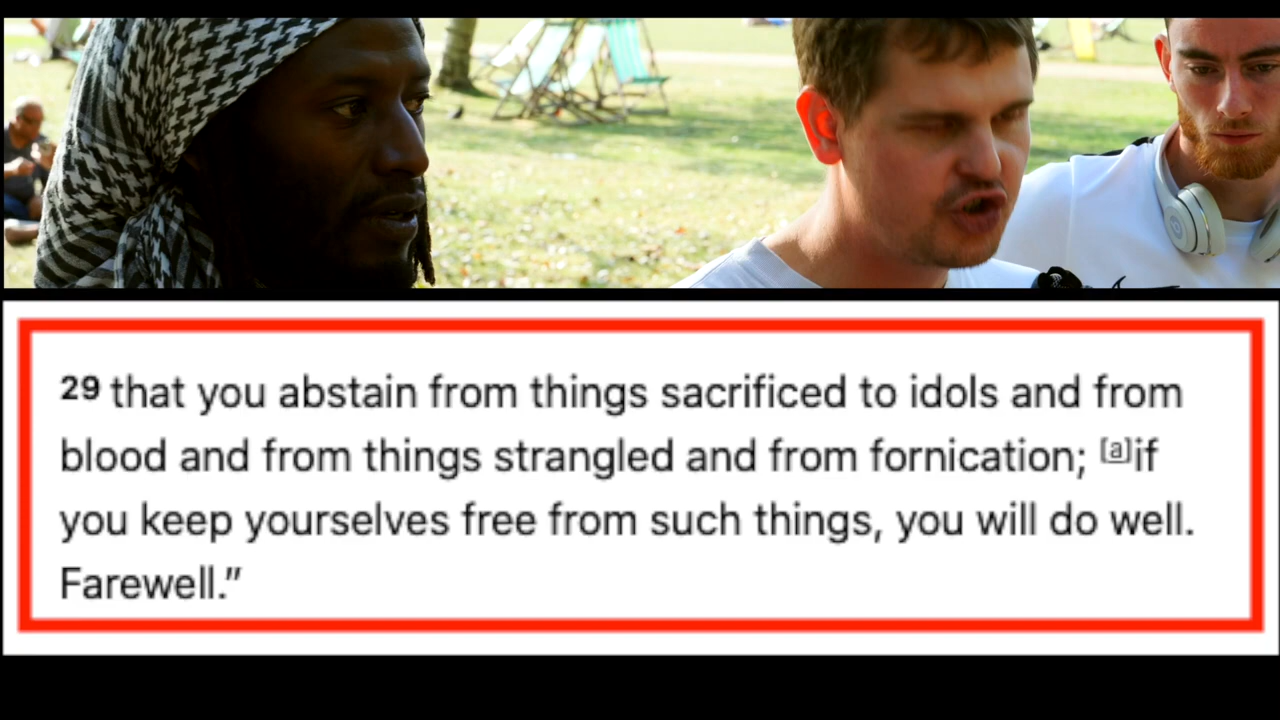 29 that you abstain from things sacrificed to idols and from
blood and from things strangled and from fornication; [a]if
you keep yourselves free from such things, you will do well.
Farewell.”